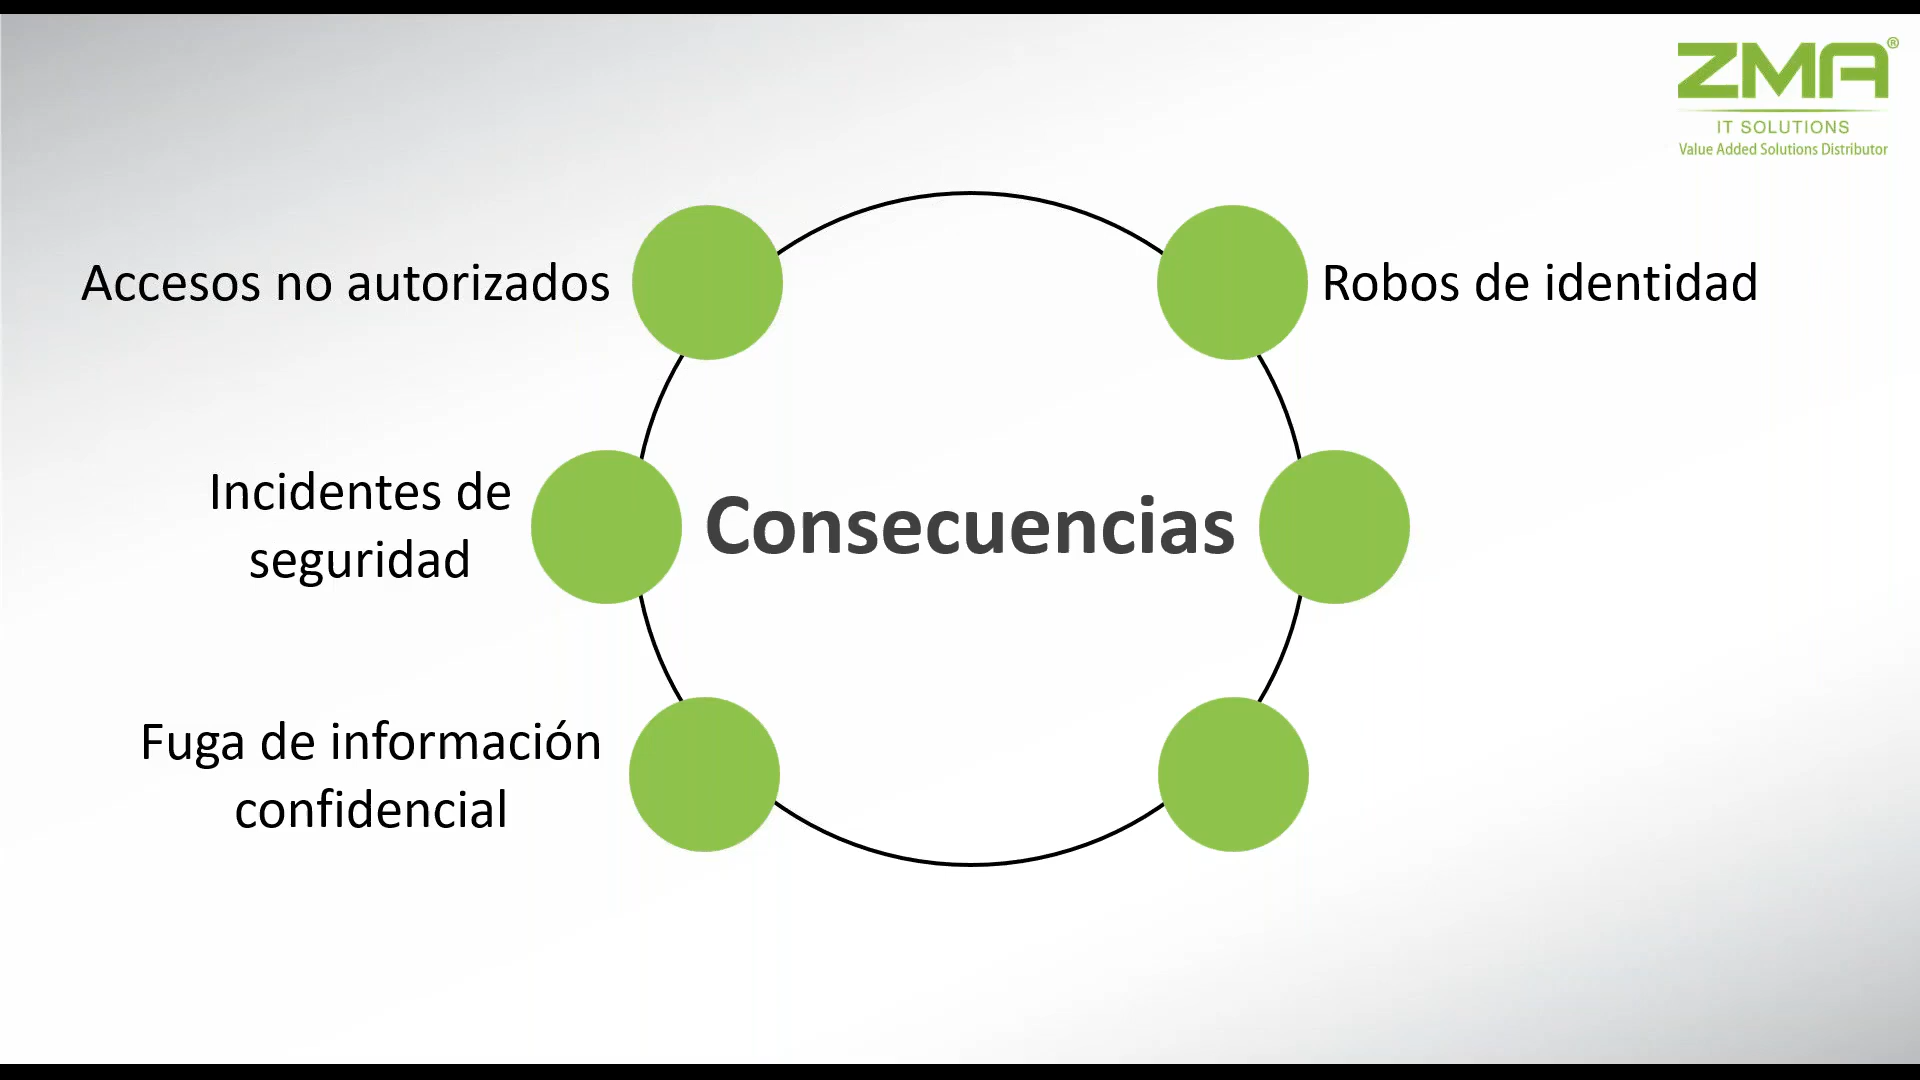 ZMA®
IT SOLUTIONS
Value Added Solutions Distributor
Accesos no autorizados
Robos de identidad
Incidentes de
seguridad
Consecuencias
Fuga de información
confidencial